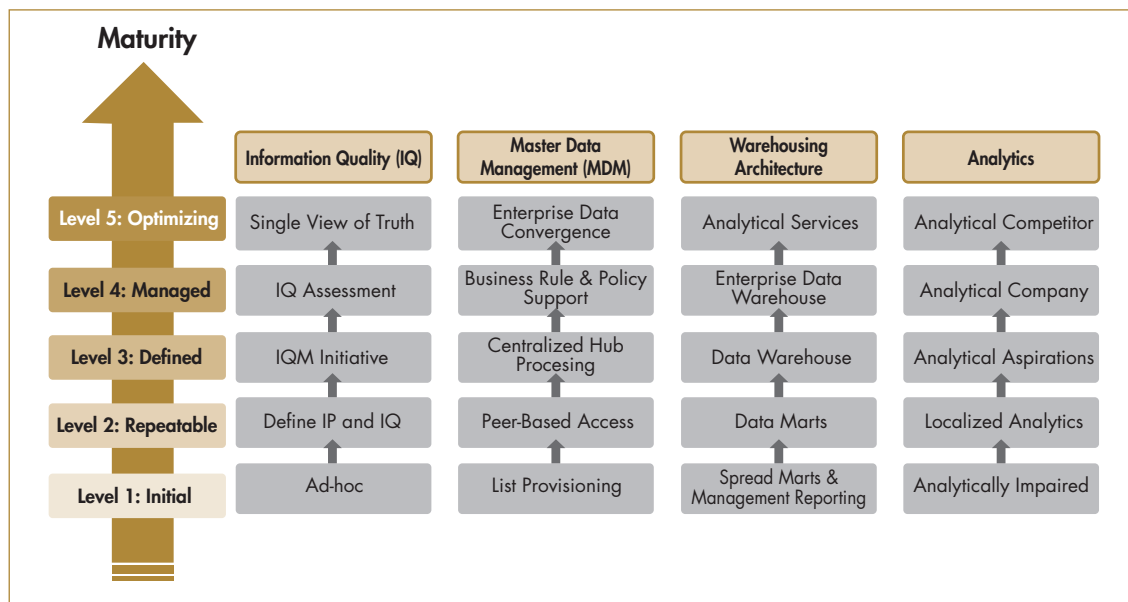 Maturity
Information Quality (IQ)
Master Data
Management (MDM)
Warehousing
Architecture
Analytics
Level 5: Optimizing
Single View of Truth
Enterprise Data
Convergence
Analytical Services
Analytical Competitor
Level 4: Managed
IQ Assessment
Business Rule & Policy
Support
Enterprise Data
Warehouse
Analytical Company
Level 3: Defined
IQM Initiative
Centralized Hub
Procesing
Data Warehouse
Analytical Aspirations
Level 2: Repeatable
Define IP and IQ
Peer-Based Access
Data Marts
Localized Analytics
Level 1: Initial
Ad-hoc
List Provisioning
Spread Marts &
Management Reporting
Analytically Impaired